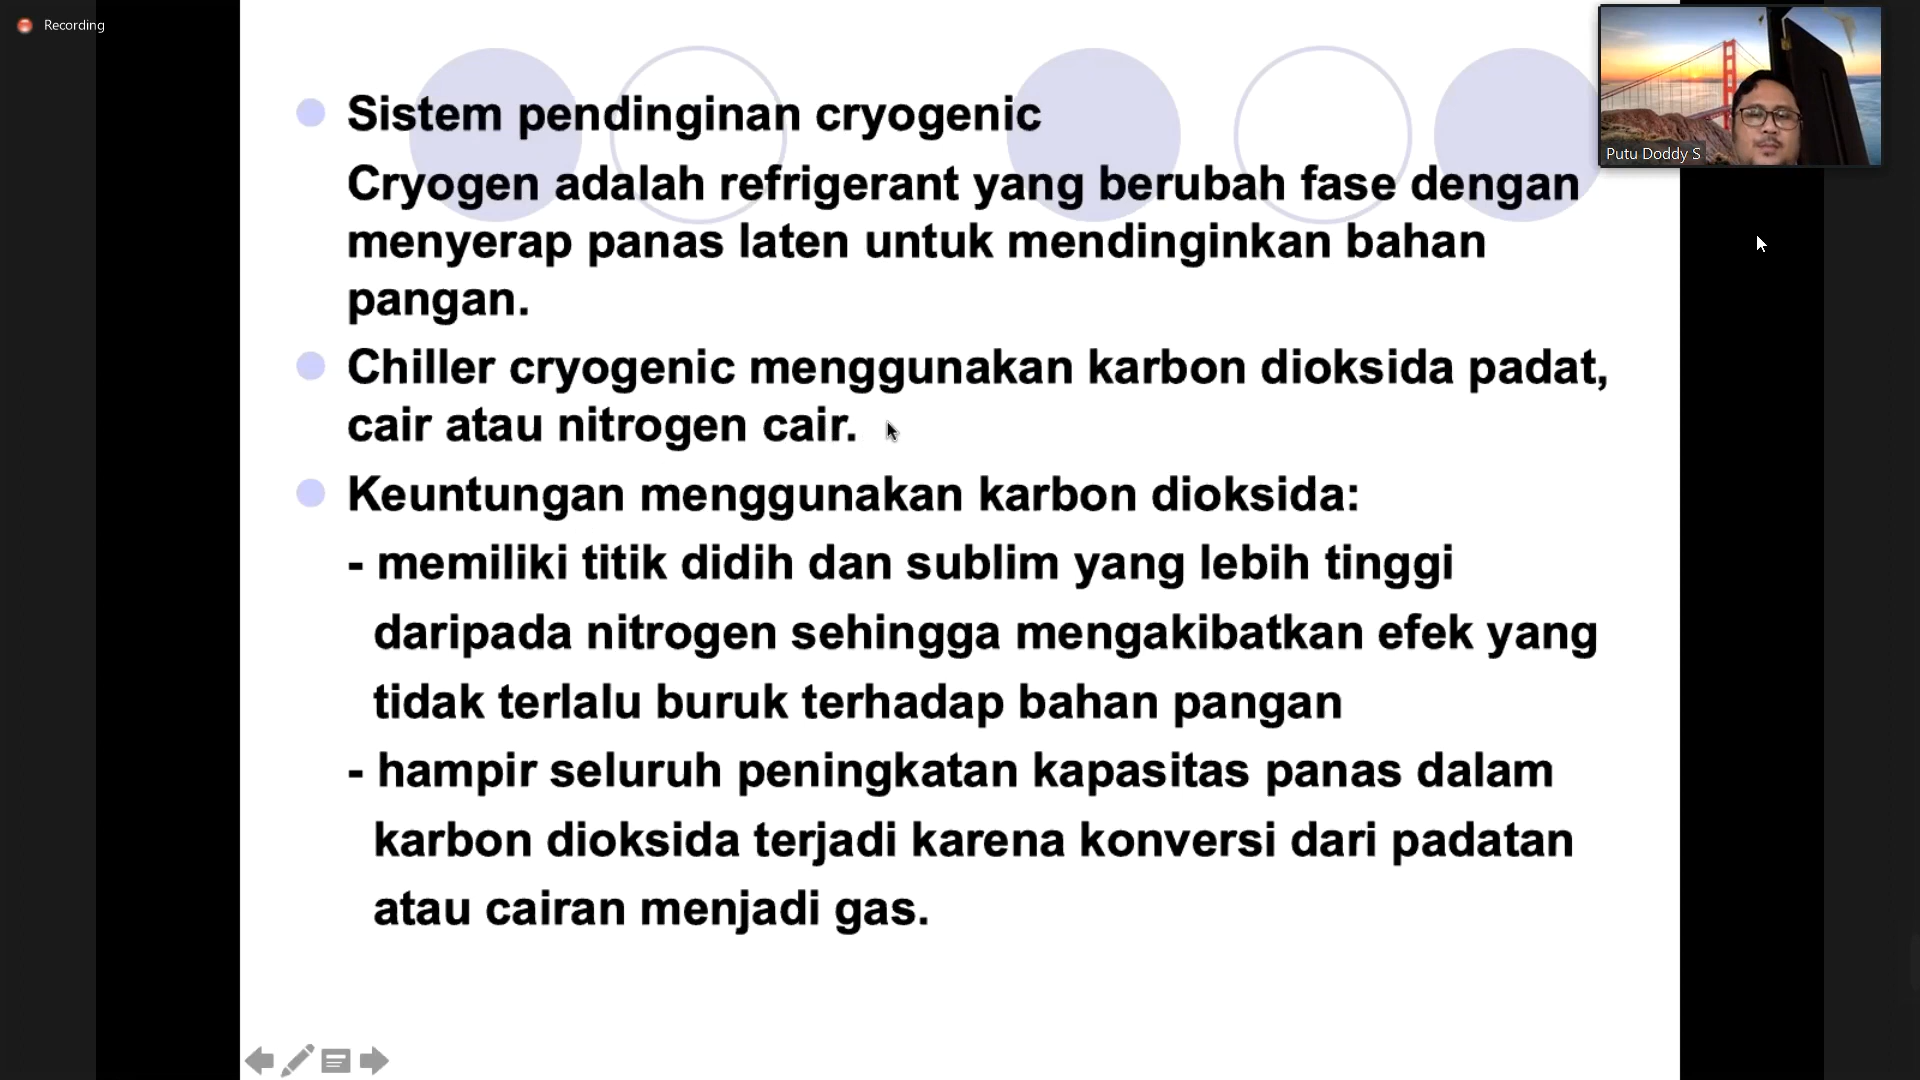 Recording
Sistem pendinginan cryogenic
Cryogen adalah refrigerant yang berubah fase dengan
menyerap panas laten untuk mendinginkan bahan
pangan.
Chiller cryogenic menggunakan karbon dioksida padat,
cair atau nitrogen cair.
Keuntungan menggunakan karbon dioksida:
- memiliki titik didih dan sublim yang lebih tinggi
daripada nitrogen sehingga mengakibatkan efek yang
tidak terlalu buruk terhadap bahan pangan
- hampir seluruh peningkatan kapasitas panas dalam
karbon dioksida terjadi karena konversi dari padatan
atau cairan menjadi gas.
Putu Doddy S